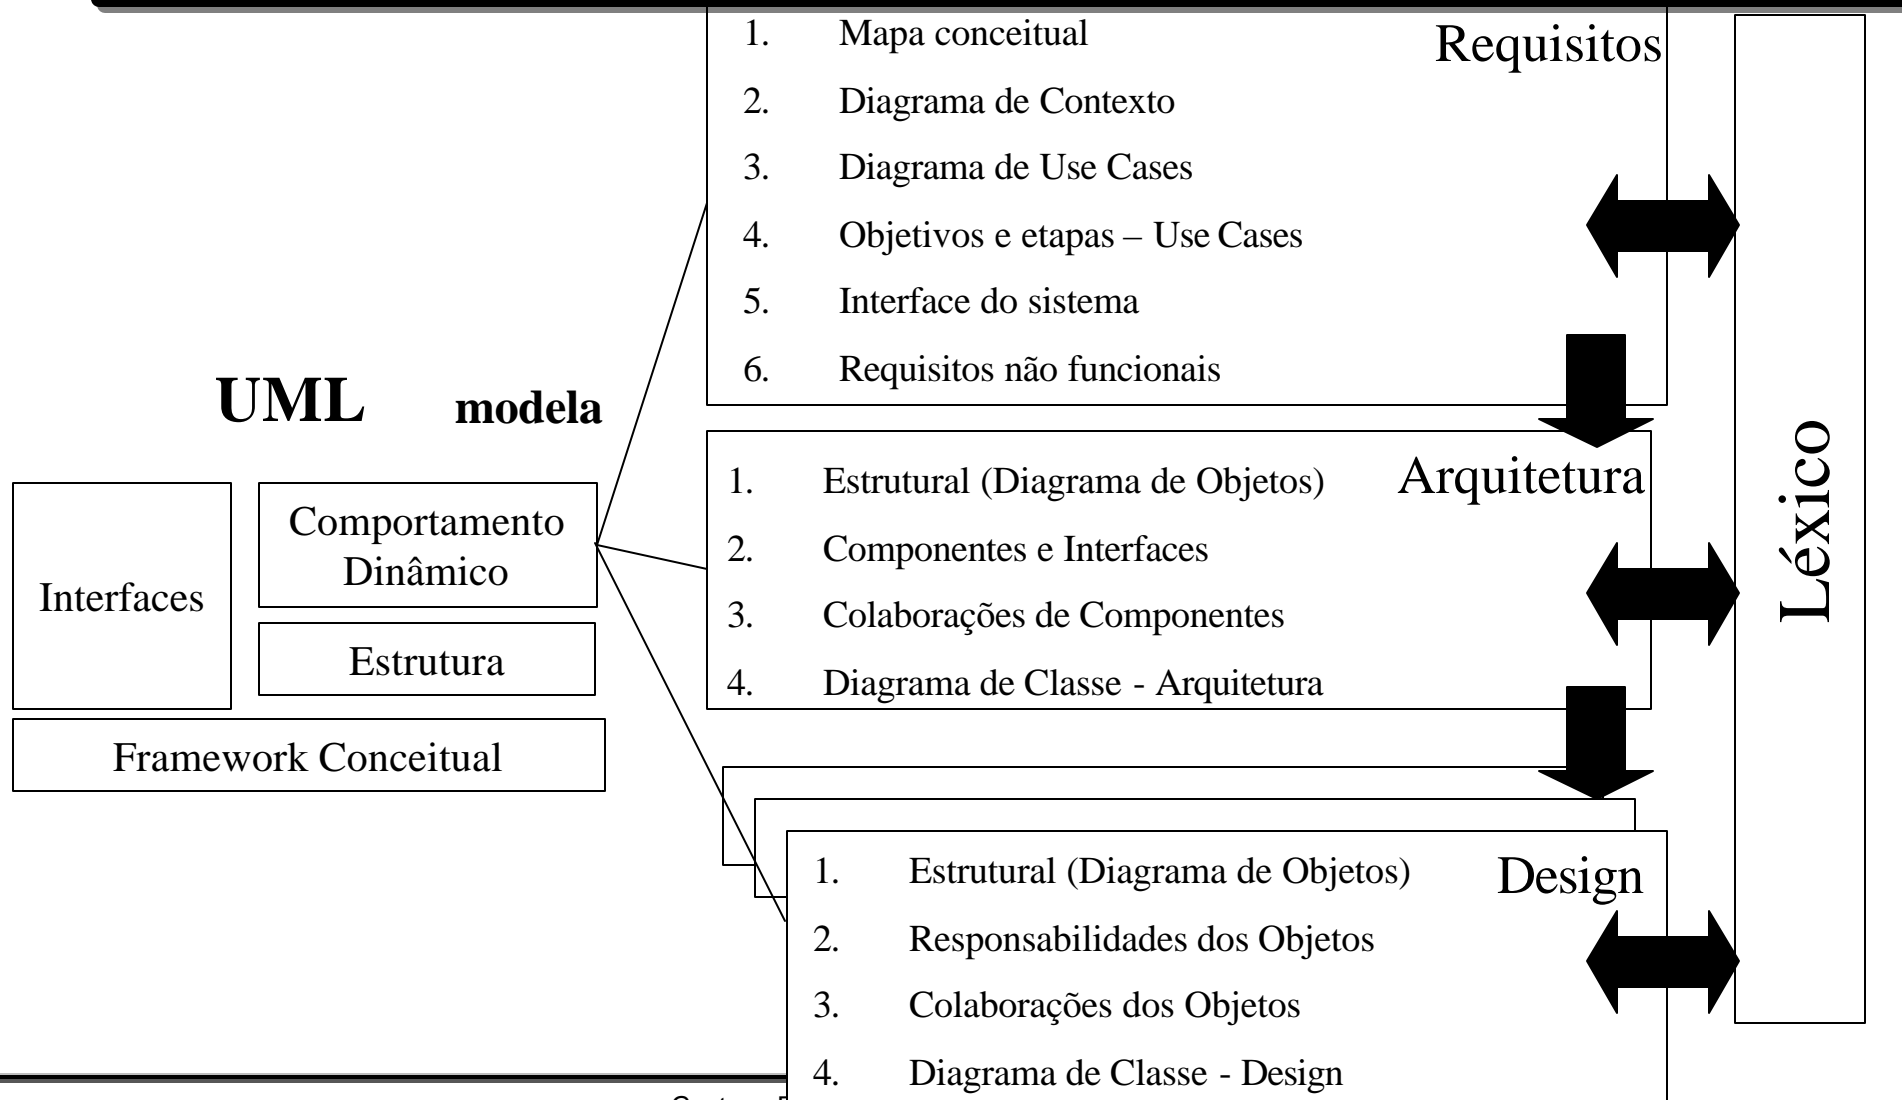 1. Mapa conceitual
Requisitos
2. Diagrama de Contexto
3. Diagrama de Use Cases
4. Objetivos e etapas – Use Cases
5. Interface do sistema
6. Requisitos não funcionais
UML modela
Interfaces
Comportamento
Dinâmico
Estrutura
Framework Conceitual
1. Estrutural (Diagrama de Objetos)
Arquitetura
2. Componentes e Interfaces
3. Colaborações de Componentes
4. Diagrama de Classe - Arquitetura
1. Estrutural (Diagrama de Objetos)
Design
2. Responsabilidades dos Objetos
3. Colaborações dos Objetos
4. Diagrama de Classe - Design
Léxico